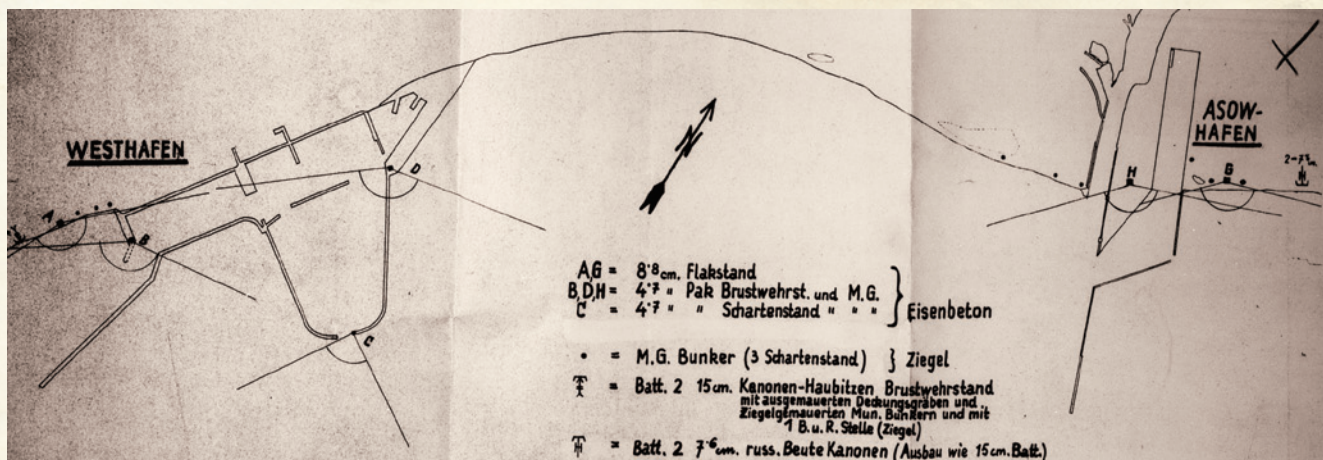 WESTHAFEN
A
B
C
D
N
ASOW-
HAFEN
H
G
2-7⁶cm.
A,G = 8·8cm. Flakstand
B,D,H = 4·7 " Pak Brustwehrst. und M.G.
C = 4·7 " " Schartenstand " " "
Eisenbeton
• = M.G. Bunker (3 Schartenstand) } Ziegel
= Batt. 2 15cm. Kanonen-Haubitzen Brustwehrstand
mit ausgemauerten Deckungsgräben und
Ziegelgemauerten Mun. Bunkern und mit
1 B.u.R. Stelle (Ziegel)
= Batt. 2 7·6cm. russ. Beute Kanonen (Ausbau wie 15cm. Batt.)